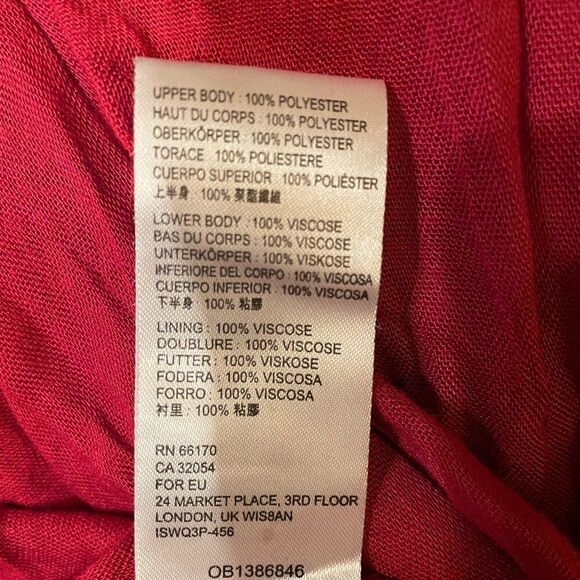 UPPER BODY : 100% POLYESTER
HAUT DU CORPS : 100% POLYESTER
OBERKÖRPER : 100% POLYESTER
TORACE : 100% POLIESTERE
CUERPO SUPERIOR : 100% POLIÉSTER
上半身 : 100% 聚酯纖維
LOWER BODY : 100% VISCOSE
BAS DU CORPS : 100% VISCOSE
UNTERKÖRPER : 100% VISKOSE
INFERIORE DEL CORPO : 100% VISCOSA
CUERPO INFERIOR : 100% VISCOSA
下半身 : 100% 粘膠
LINING : 100% VISCOSE
DOUBLURE : 100% VISCOSE
FUTTER : 100% VISKOSE
FODERA : 100% VISCOSA
FORRO : 100% VISCOSA
衬里 : 100% 粘膠
RN 66170
CA 32054
FOR EU
24 MARKET PLACE, 3RD FLOOR
LONDON, UK WIS8AN
ISWQ3P-456
OB1386846